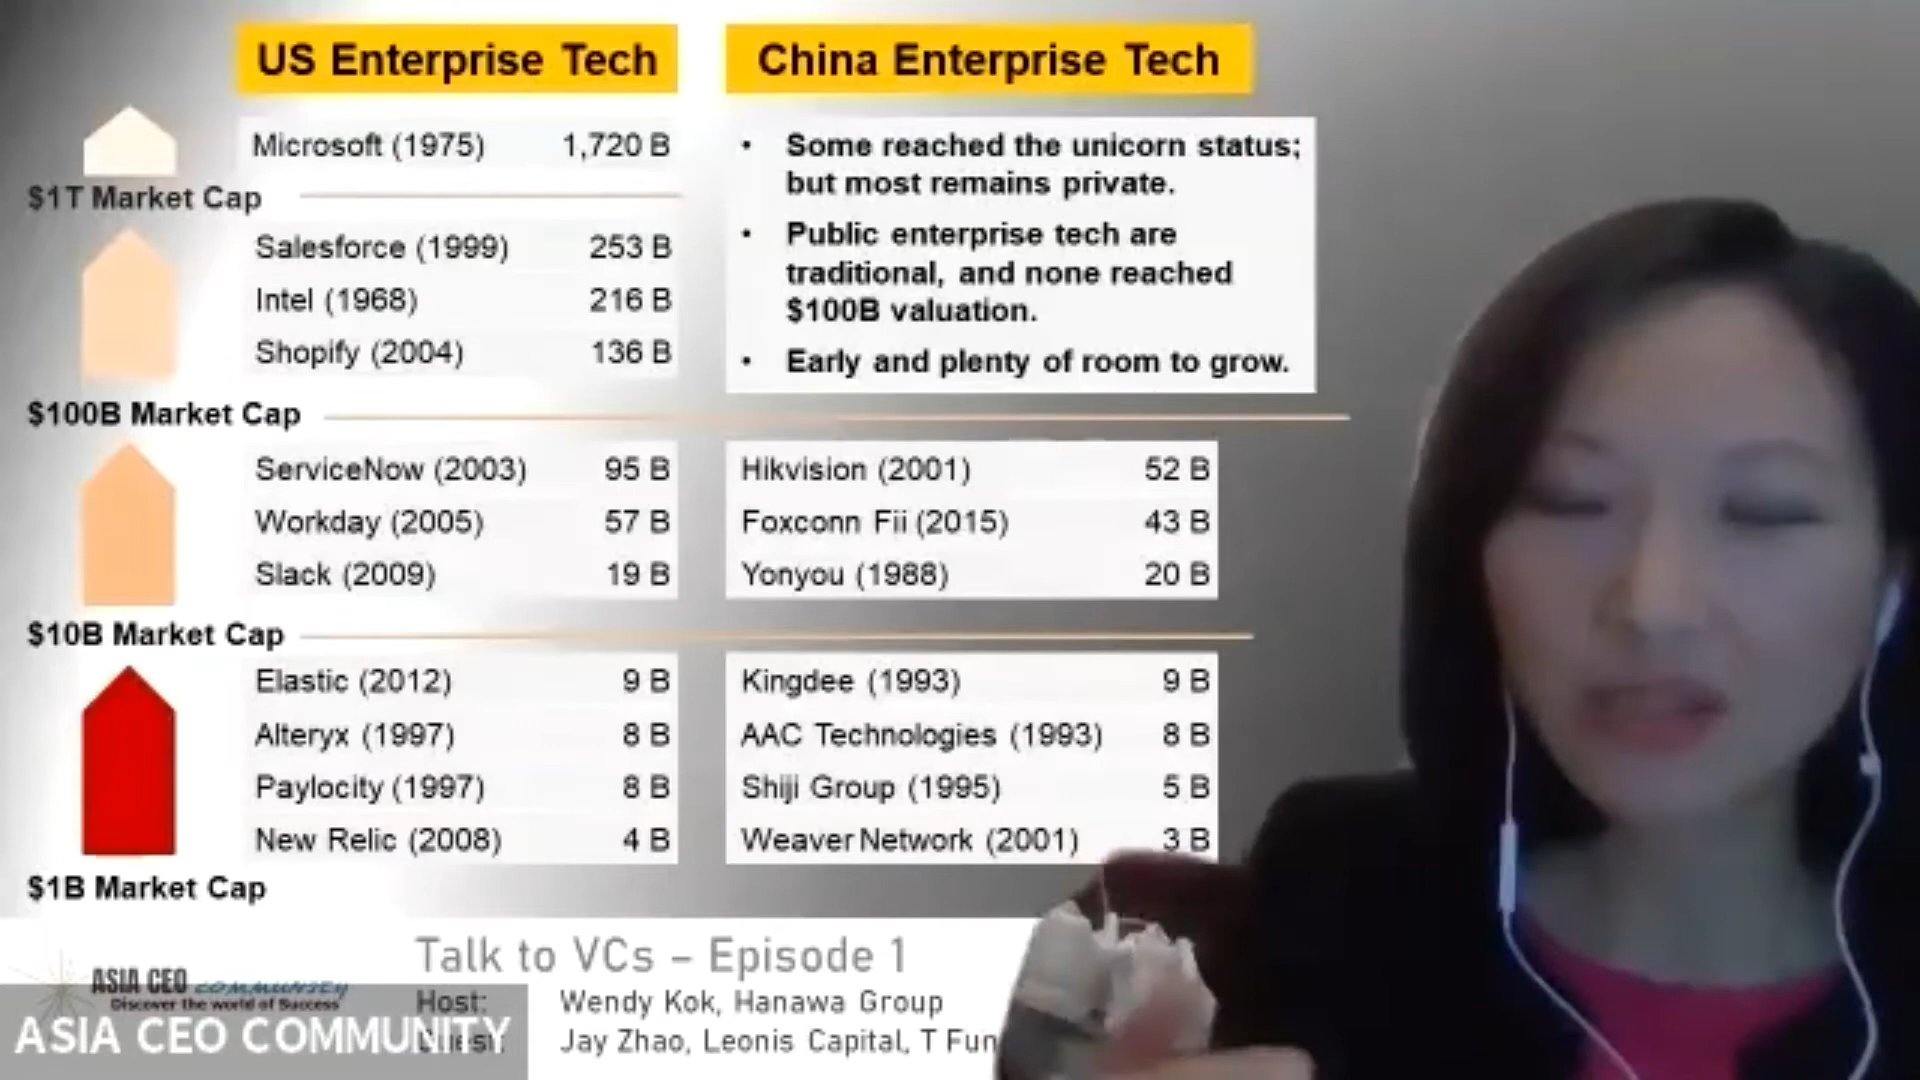 US Enterprise Tech
China Enterprise Tech
Microsoft (1975) 1,720 B
$1T Market Cap
Salesforce (1999) 253 B
Intel (1968) 216 B
Shopify (2004) 136 B
• Some reached the unicorn status;
but most remains private.
• Public enterprise tech are
traditional, and none reached
$100B valuation.
• Early and plenty of room to grow.
$100B Market Cap
ServiceNow (2003) 95 B
Workday (2005) 57 B
Slack (2009) 19 B
Hikvision (2001) 52 B
Foxconn Fii (2015) 43 B
Yonyou (1988) 20 B
$10B Market Cap
Elastic (2012) 9 B
Alteryx (1997) 8 B
Paylocity (1997) 8 B
New Relic (2008) 4 B
Kingdee (1993) 9 B
AAC Technologies (1993) 8 B
Shiji Group (1995) 5 B
Weaver Network (2001) 3 B
$1B Market Cap
ASIA CEO COMMUNITY
Discover the world of Success
Talk to VCs – Episode 1
Host: Wendy Kok, Hanawa Group
Guest: Jay Zhao, Leonis Capital, T Fun
ASIA CEO COMMUNITY